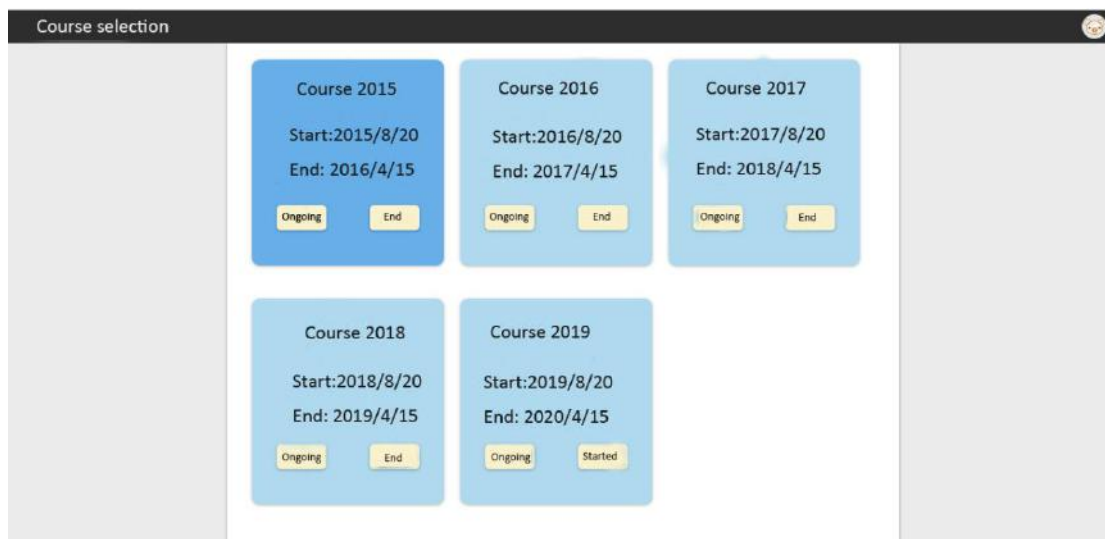 Course selection
Course 2015
Start:2015/8/20
End: 2016/4/15
Ongoing End
Course 2016
Start:2016/8/20
End: 2017/4/15
Ongoing End
Course 2017
Start:2017/8/20
End: 2018/4/15
Ongoing End
Course 2018
Start:2018/8/20
End: 2019/4/15
Ongoing End
Course 2019
Start:2019/8/20
End: 2020/4/15
Ongoing Started